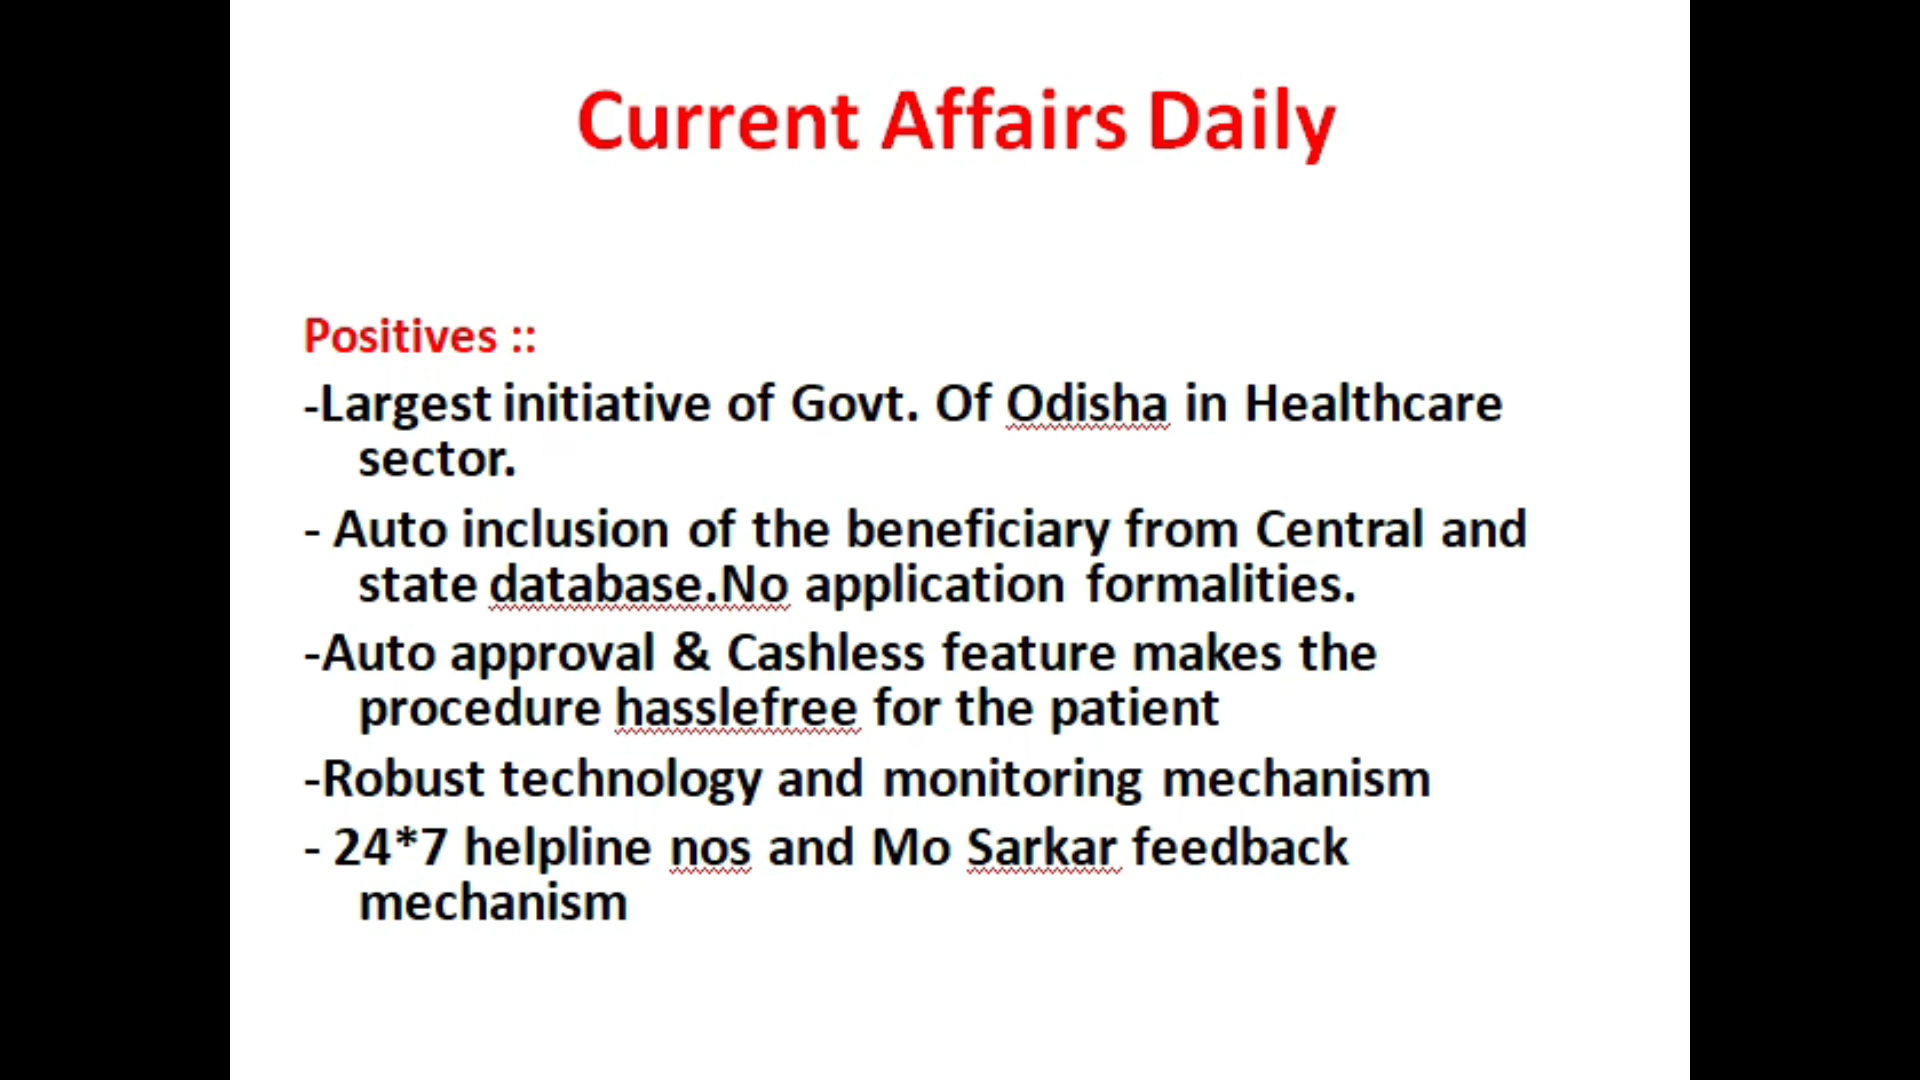 Current Affairs Daily
Positives ::
-Largest initiative of Govt. Of Odisha in Healthcare
sector.
- Auto inclusion of the beneficiary from Central and
state database.No application formalities.
-Auto approval & Cashless feature makes the
procedure hasslefree for the patient
-Robust technology and monitoring mechanism
- 24*7 helpline nos and Mo Sarkar feedback
mechanism